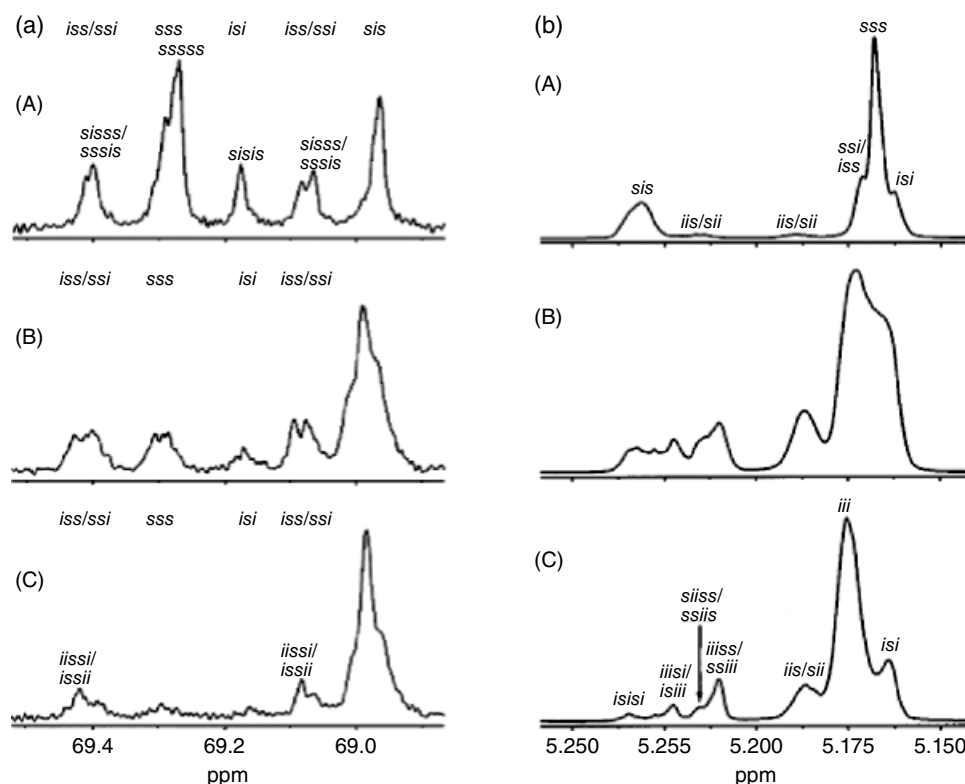 (a)
iss/ssi sss isi iss/ssi sis
sssss
(A)
sisss/
sssis
sisis
sisss/
sssis
iss/ssi sss isi iss/ssi
(B)
iss/ssi sss isi iss/ssi
(C)
iissi/
issii
iissi/
issii
69.4 69.2 69.0
ppm
(b)
sss
(A)
ssi/
iss
isi
sis
iis/sii
iis/sii
(B)
iii
(C)
siiss/
ssiis
iiiss/
ssiii
iiisi/
isiii
isisi
iis/sii
isi
5.250 5.255 5.200 5.175 5.150
ppm